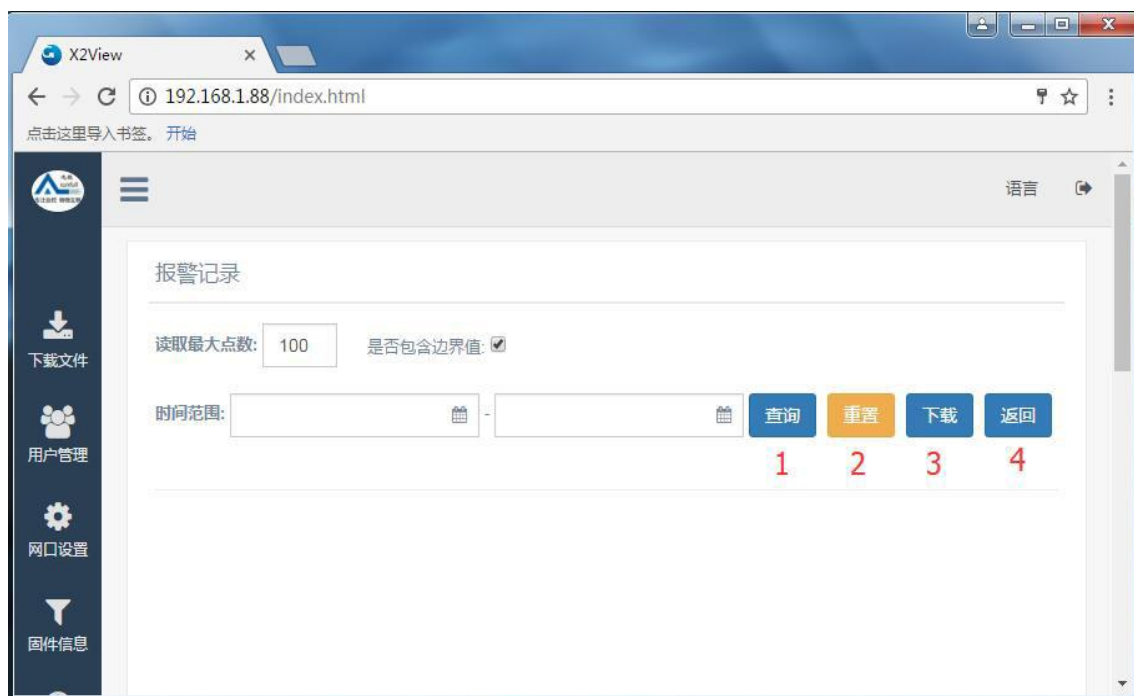 X2View
192.168.1.88/index.html
点击这里导入书签。 开始
语言
报警记录
下载文件
读取最大点数: 100 是否包含边界值:
时间范围: - 查询 重置 下载 返回
用户管理
1 2 3 4
网口设置
固件信息